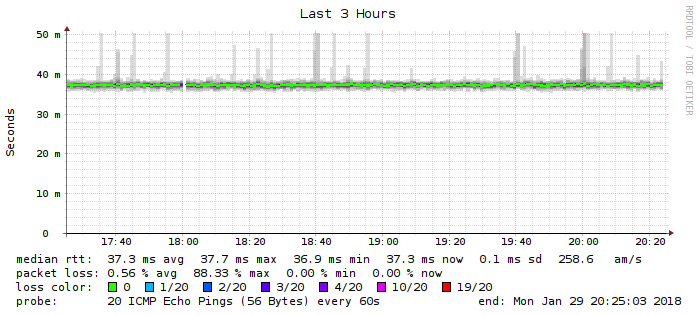 Last 3 Hours
RRDTOOL / TOBI OETIKER
Seconds
50 m
40 m
30 m
20 m
10 m
0
17:40 18:00 18:20 18:40 19:00 19:20 19:40 20:00 20:20
median rtt: 37.3 ms avg 37.7 ms max 36.9 ms min 37.3 ms now 0.1 ms sd 258.6 am/s
packet loss: 0.56 % avg 88.33 % max 0.00 % min 0.00 % now
loss color: 0 1/20 2/20 3/20 4/20 10/20 19/20
probe: 20 ICMP Echo Pings (56 Bytes) every 60s end: Mon Jan 29 20:25:03 2018